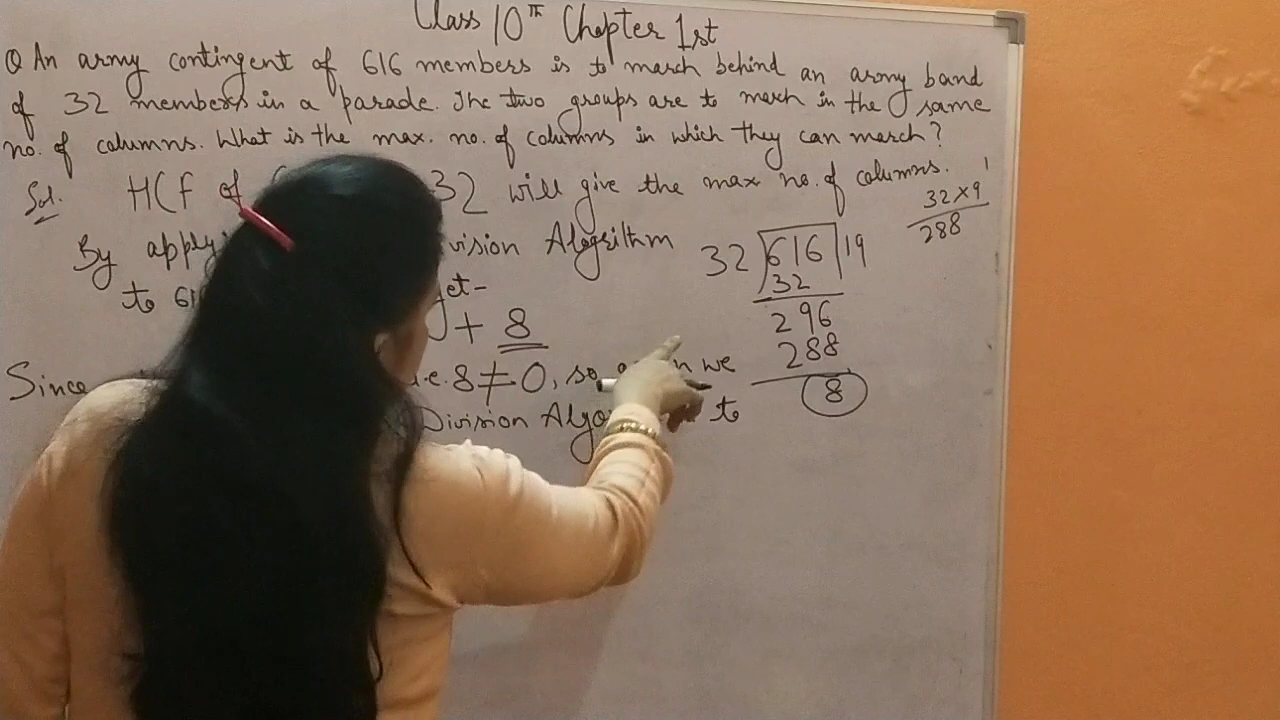 Class 10th Chapter 1st
Q An army contingent of 616 members is to march behind an army band
of 32 members in a parade. The two groups are to march in the same
no. of columns. What is the max. no. of columns in which they can march?
Sol. HCF of 32 will give the max no. of columns.
By vision Algorithm
to
+ 8
Since 8 ≠ 0, so we
Division to
1
32 × 9
288
32 616 19
32
296
288
8